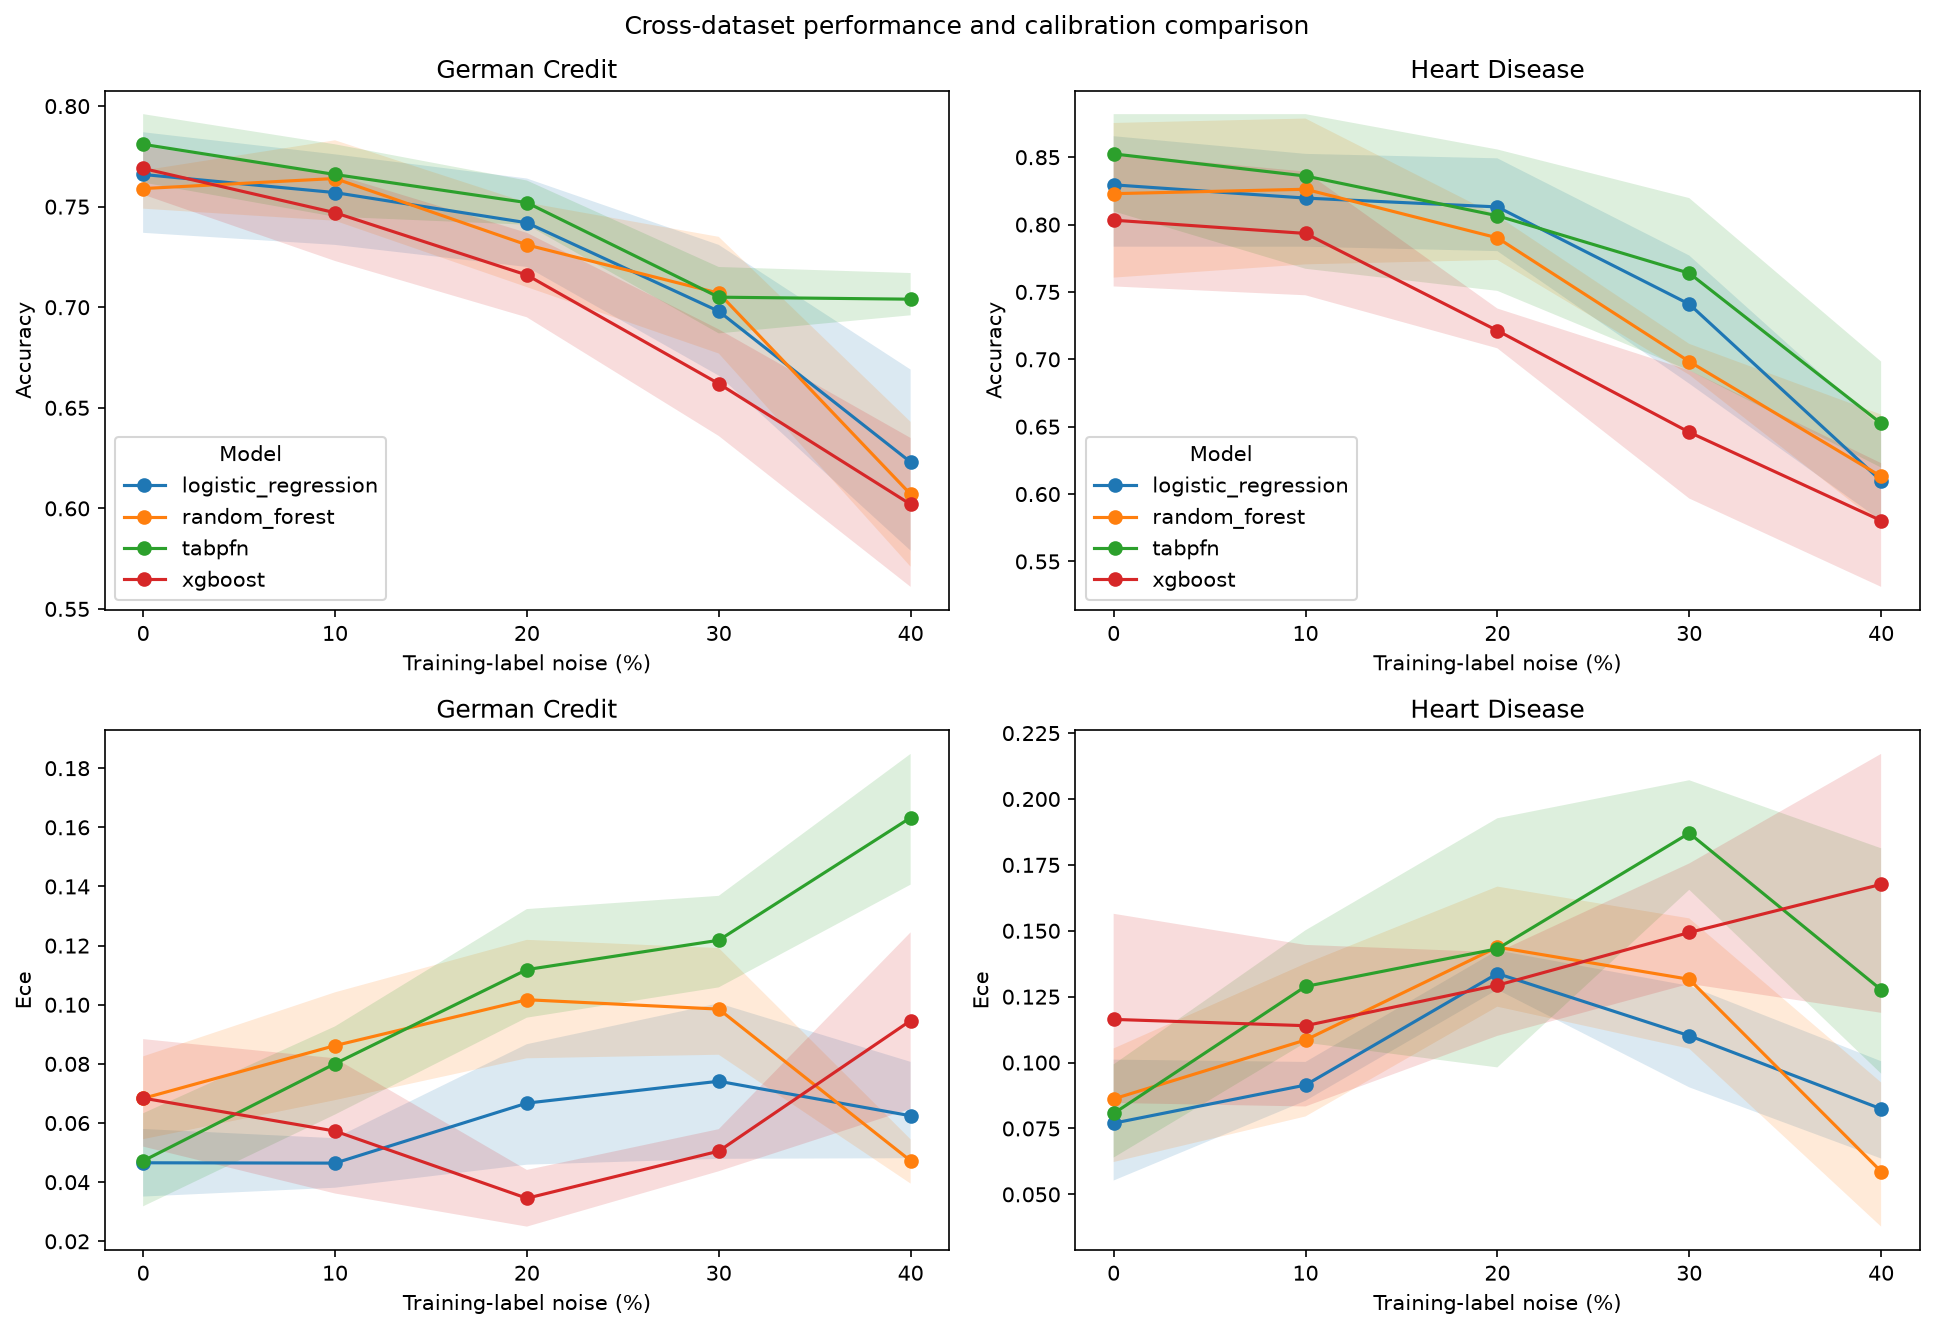 Cross-dataset performance and calibration comparison
German Credit
Accuracy
0.80
0.75
0.70
0.65
0.60
0.55
Model
logistic_regression
random_forest
tabpfn
xgboost
0 10 20 30 40
Training-label noise (%)
Heart Disease
Accuracy
0.85
0.80
0.75
0.70
0.65
0.60
0.55
Model
logistic_regression
random_forest
tabpfn
xgboost
0 10 20 30 40
Training-label noise (%)
German Credit
Ece
0.18
0.16
0.14
0.12
0.10
0.08
0.06
0.04
0.02
0 10 20 30 40
Training-label noise (%)
Heart Disease
Ece
0.225
0.200
0.175
0.150
0.125
0.100
0.075
0.050
0 10 20 30 40
Training-label noise (%)